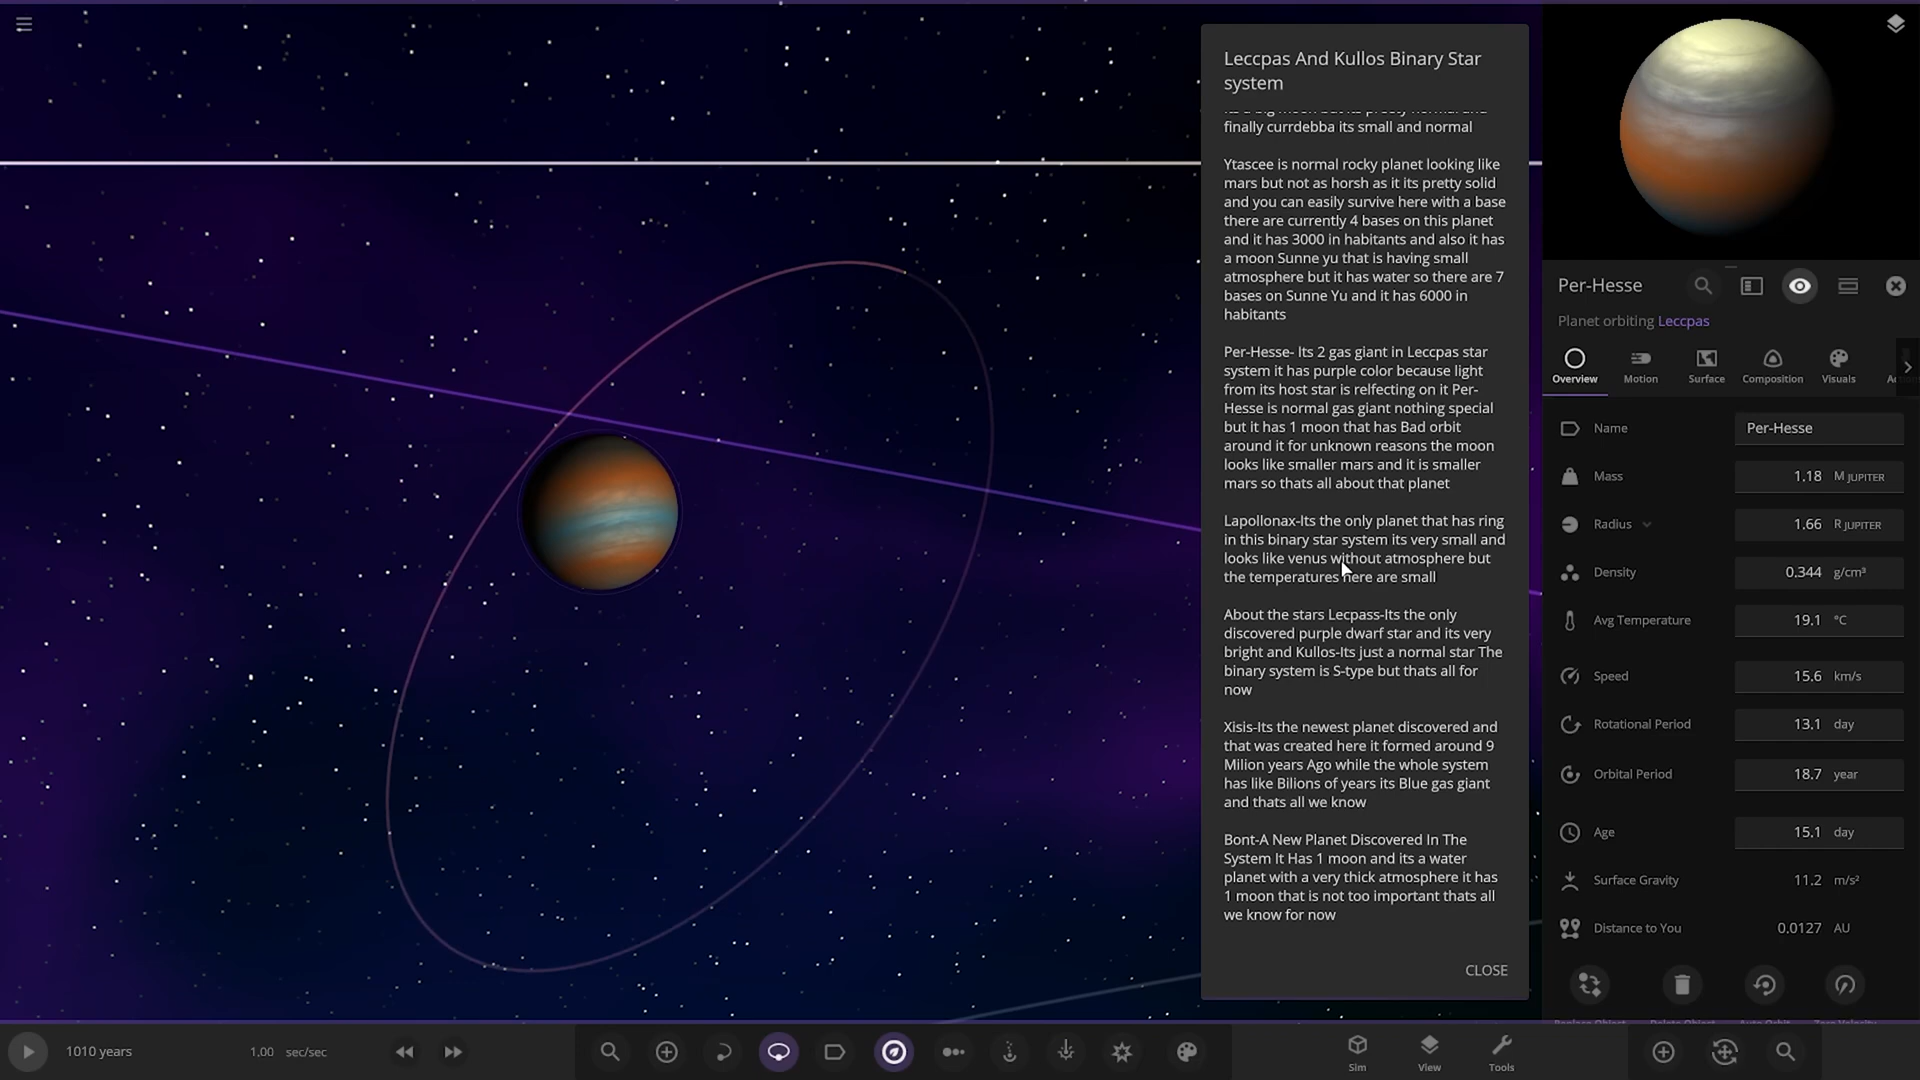 Leccpas And Kullos Binary Star
system
finally currdebba its small and normal
Ytascee is normal rocky planet looking like
mars but not as horsh as it its pretty solid
and you can easily survive here with a base
there are currently 4 bases on this planet
and it has 3000 in habitants and also it has
a moon Sunne yu that is having small
atmosphere but it has water so there are 7
bases on Sunne Yu and it has 6000 in
habitants
Per-Hesse- Its 2 gas giant in Leccpas star
system it has purple color because light
from its host star is relfecting on it Per-
Hesse is normal gas giant nothing special
but it has 1 moon that has Bad orbit
around it for unknown reasons the moon
looks like smaller mars and it is smaller
mars so thats all about that planet
Lapollonax-Its the only planet that has ring
in this binary star system its very small and
looks like venus without atmosphere but
the temperatures here are small
About the stars Lecpass-Its the only
discovered purple dwarf star and its very
bright and Kullos-Its just a normal star The
binary system is S-type but thats all for
now
Xisis-Its the newest planet discovered and
that was created here it formed around 9
Milion years Ago while the whole system
has like Bilions of years its Blue gas giant
and thats all we know
Bont-A New Planet Discovered In The
System It Has 1 moon and its a water
planet with a very thick atmosphere it has
1 moon that is not too important thats all
we know for now
CLOSE
Per-Hesse
Planet orbiting Leccpas
Overview Motion Surface Composition Visuals
Name Per-Hesse
Mass 1.18 M JUPITER
Radius 1.66 R JUPITER
Density 0.344 g/cm³
Avg Temperature 19.1 °C
Speed 15.6 km/s
Rotational Period 13.1 day
Orbital Period 18.7 year
Age 15.1 day
Surface Gravity 11.2 m/s²
Distance to You 0.0127 AU
1010 years 1.00 sec/sec Sim View Tools